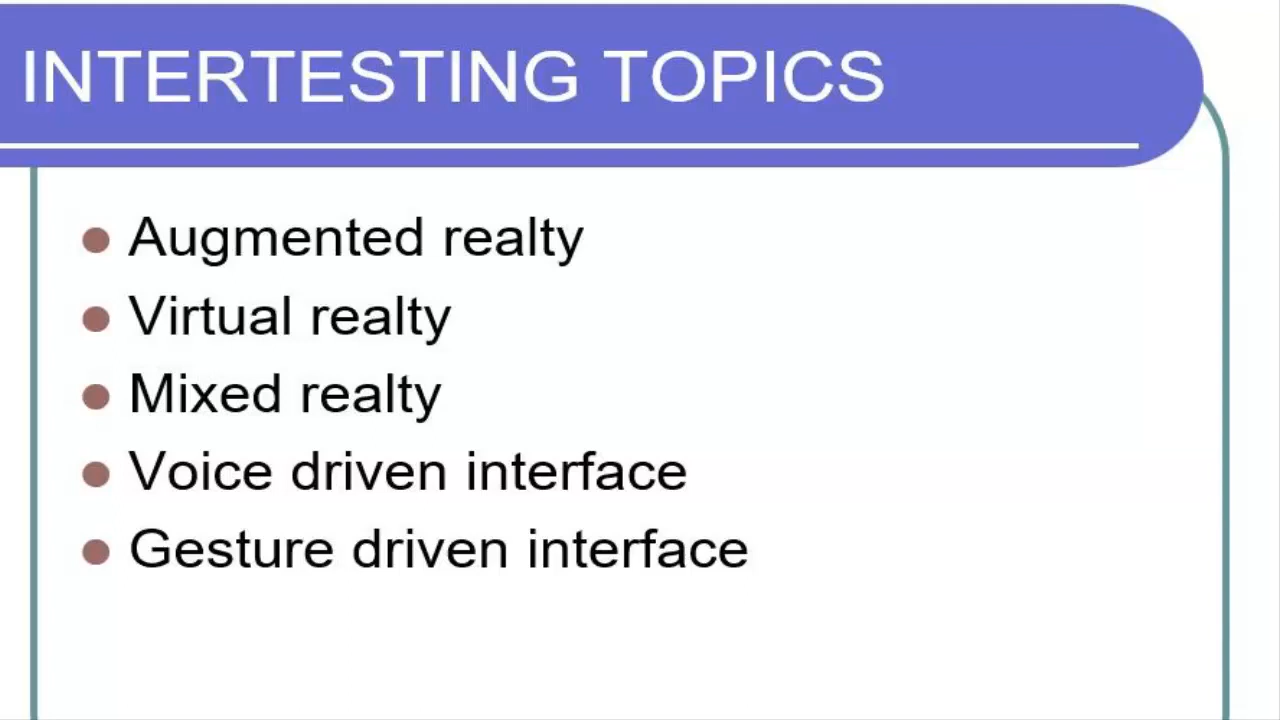 INTERTESTING TOPICS
Augmented realty
Virtual realty
Mixed realty
Voice driven interface
Gesture driven interface